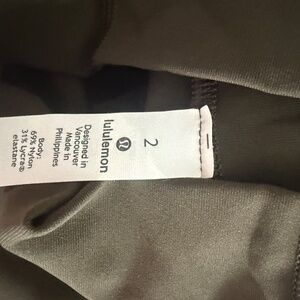 2
lululemon
Designed in
Vancouver
Made in
Philippines
Body:
69% Nylon
31% Lycra®
elastane